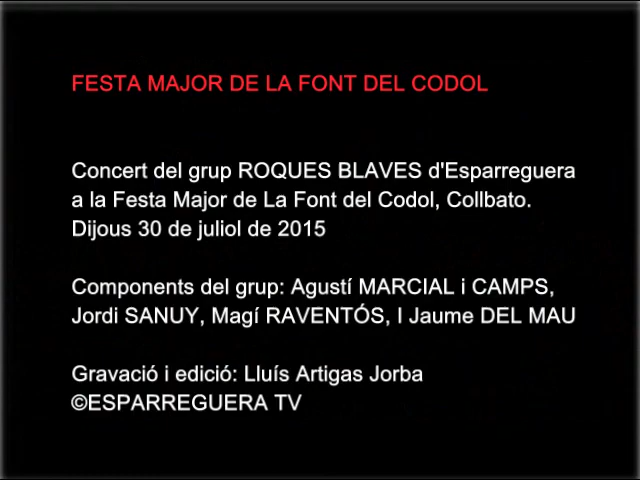 FESTA MAJOR DE LA FONT DEL CODOL
Concert del grup ROQUES BLAVES d'Esparreguera
a la Festa Major de La Font del Codol, Collbato.
Dijous 30 de juliol de 2015
Components del grup: Agustí MARCIAL i CAMPS,
Jordi SANUY, Magí RAVENTÓS, I Jaume DEL MAU
Gravació i edició: Lluís Artigas Jorba
©ESPARREGUERA TV